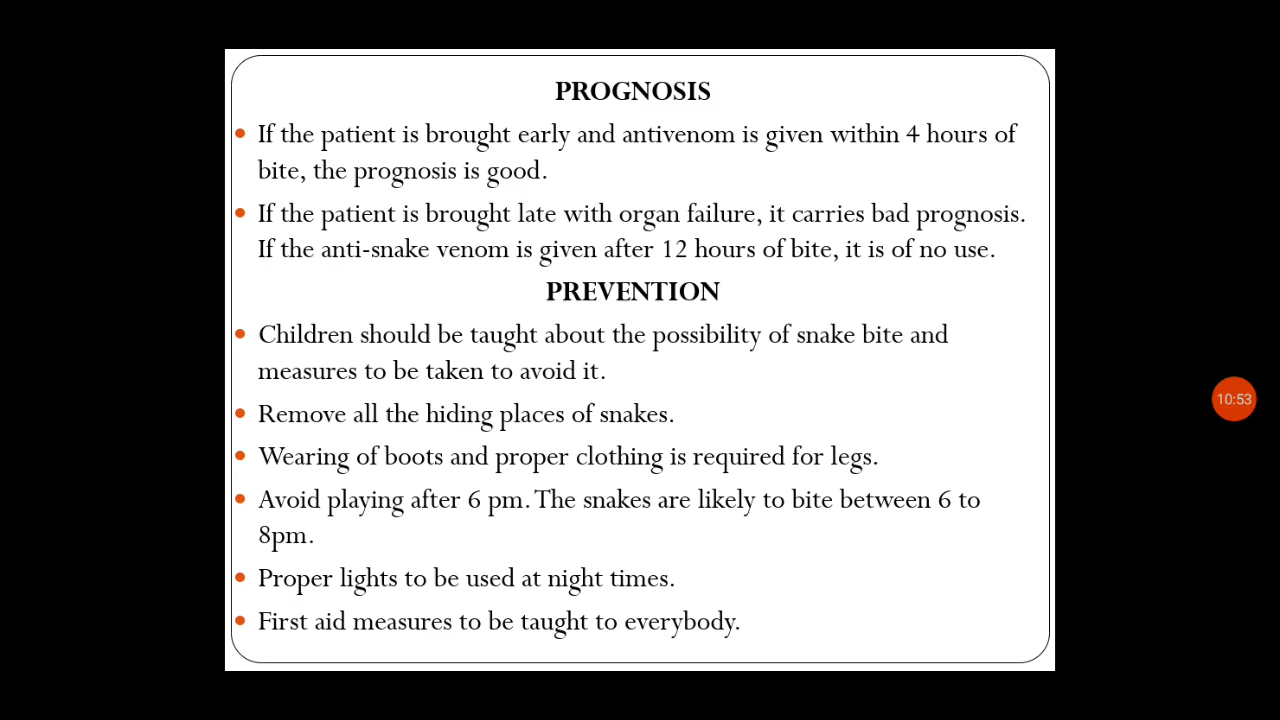 PROGNOSIS
If the patient is brought early and antivenom is given within 4 hours of
bite, the prognosis is good.
If the patient is brought late with organ failure, it carries bad prognosis.
If the anti-snake venom is given after 12 hours of bite, it is of no use.
PREVENTION
Children should be taught about the possibility of snake bite and
measures to be taken to avoid it.
Remove all the hiding places of snakes.
Wearing of boots and proper clothing is required for legs.
Avoid playing after 6 pm. The snakes are likely to bite between 6 to
8pm.
Proper lights to be used at night times.
First aid measures to be taught to everybody.
10:53